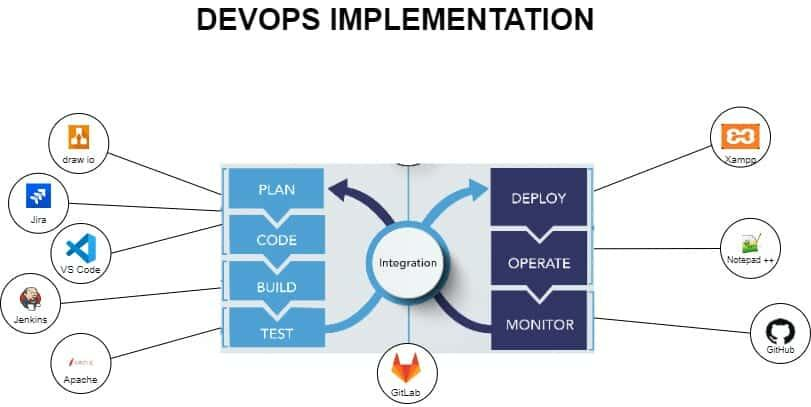 DEVOPS IMPLEMENTATION
draw io
Jira
VS Code
Jenkins
Apache
PLAN
CODE
BUILD
TEST
Integration
GitLab
DEPLOY
OPERATE
MONITOR
Xampp
Notepad ++
GitHub